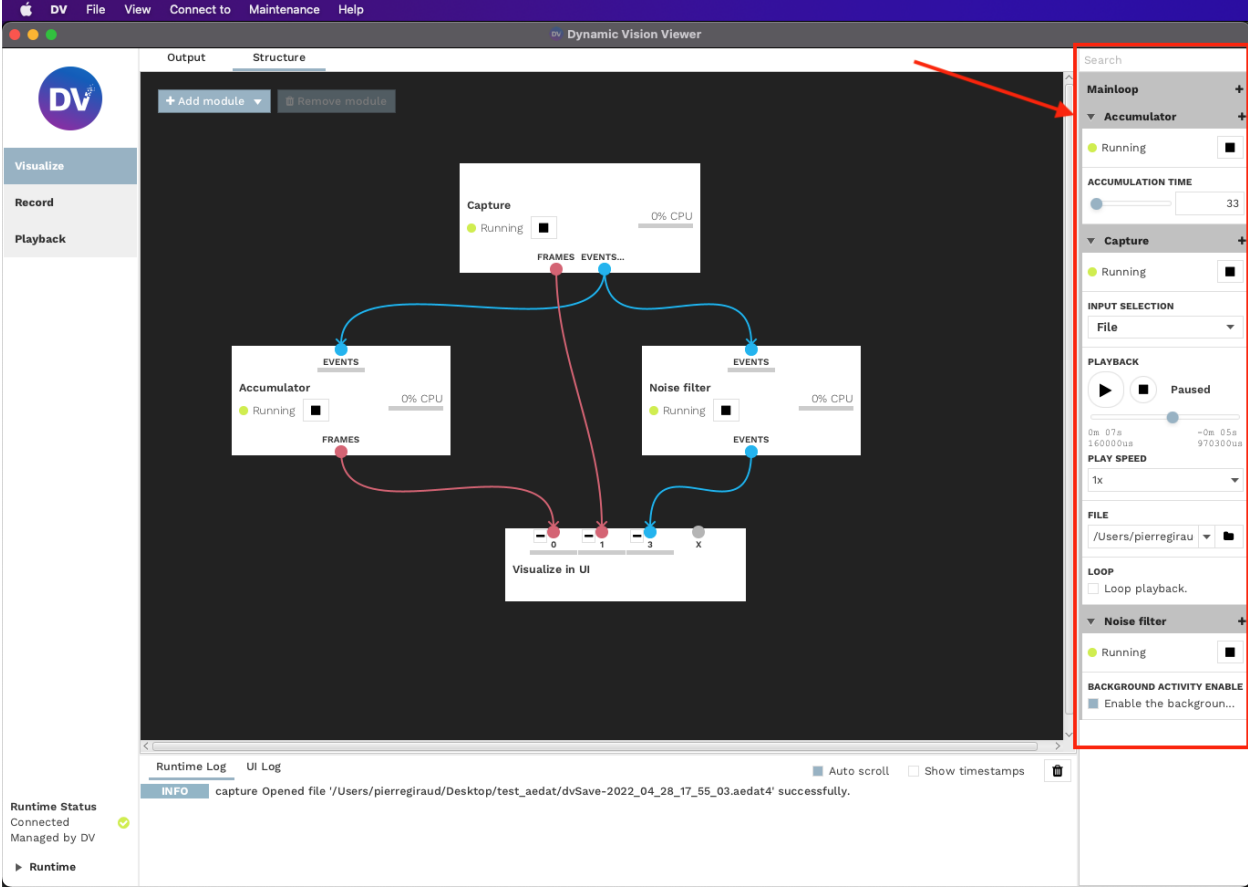 DV File View Connect to Maintenance Help
DV Dynamic Vision Viewer
DV
Visualize
Record
Playback
Output Structure
+ Add module Remove module
Capture
Running
0% CPU
FRAMES EVENTS...
EVENTS
Accumulator
Running
0% CPU
FRAMES
EVENTS
Noise filter
Running
0% CPU
EVENTS
0 1 3 X
Visualize in UI
Search
Mainloop +
Accumulator +
Running
ACCUMULATION TIME
33
Capture +
Running
INPUT SELECTION
File
PLAYBACK
Paused
0m 07s -0m 05s
160000us 970300us
PLAY SPEED
1x
FILE
/Users/pierregirau
LOOP
Loop playback.
Noise filter +
Running
BACKGROUND ACTIVITY ENABLE
Enable the backgroun...
Runtime Log UI Log
Auto scroll Show timestamps
INFO capture Opened file '/Users/pierregiraud/Desktop/test_aedat/dvSave-2022_04_28_17_55_03.aedat4' successfully.
Runtime Status
Connected
Managed by DV
Runtime